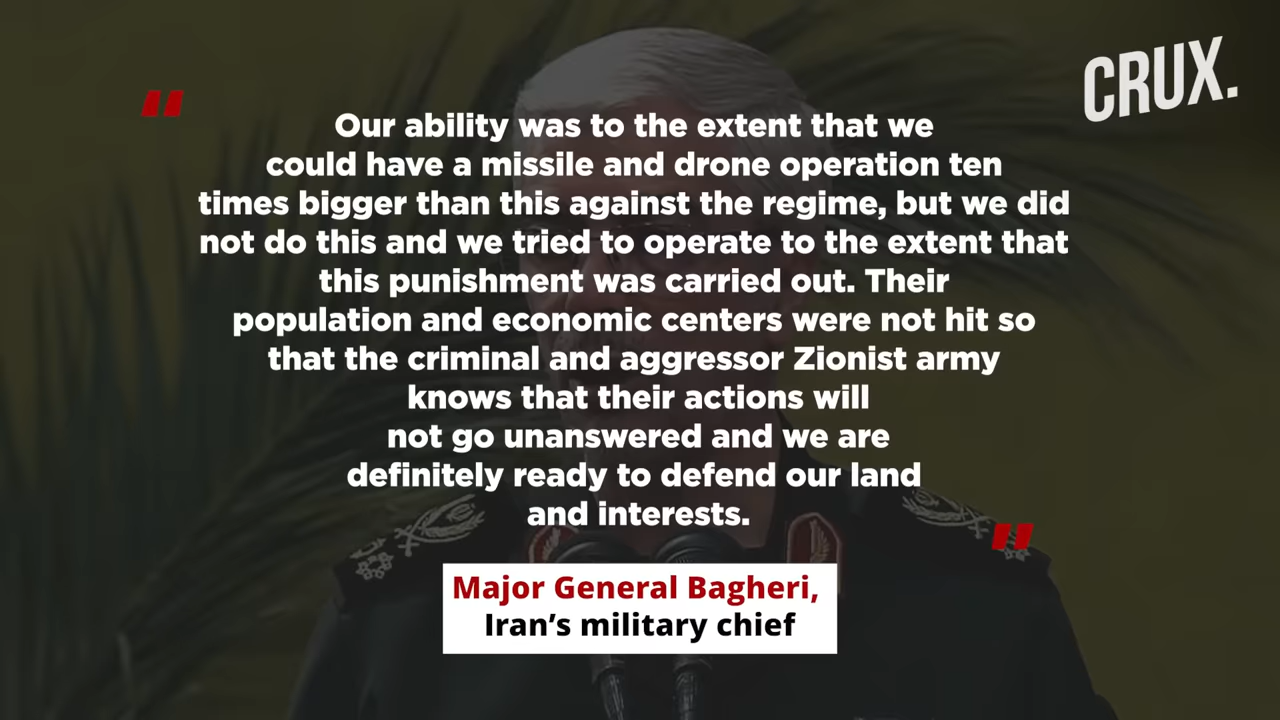 CRUX.
"
Our ability was to the extent that we
could have a missile and drone operation ten
times bigger than this against the regime, but we did
not do this and we tried to operate to the extent that
this punishment was carried out. Their
population and economic centers were not hit so
that the criminal and aggressor Zionist army
knows that their actions will
not go unanswered and we are
definitely ready to defend our land
and interests.
"
Major General Bagheri,
Iran's military chief